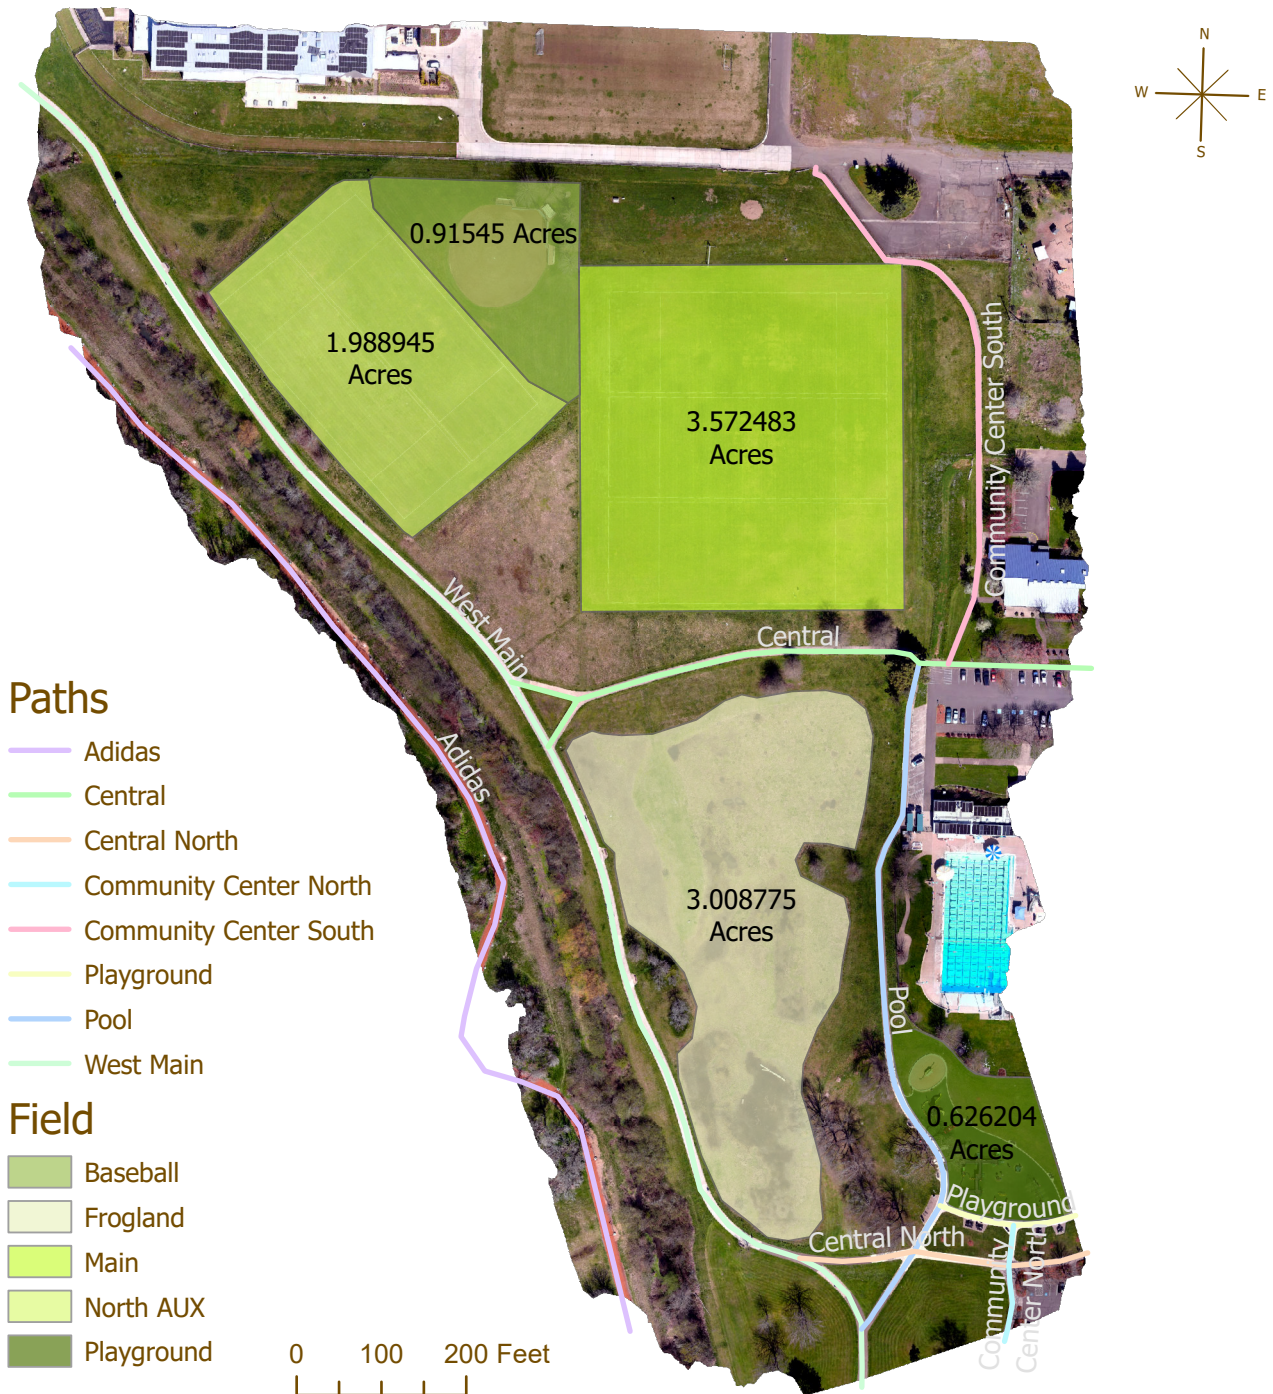 N
W E
S
0.91545 Acres
1.988945
Acres
3.572483
Acres
Community Center South
West Main
Central
Adidas
3.008775
Acres
Pool
0.626204
Acres
Playground
Central North
Community
Center North
Paths
Adidas
Central
Central North
Community Center North
Community Center South
Playground
Pool
West Main
Field
Baseball
Frogland
Main
North AUX
Playground
0 100 200 Feet